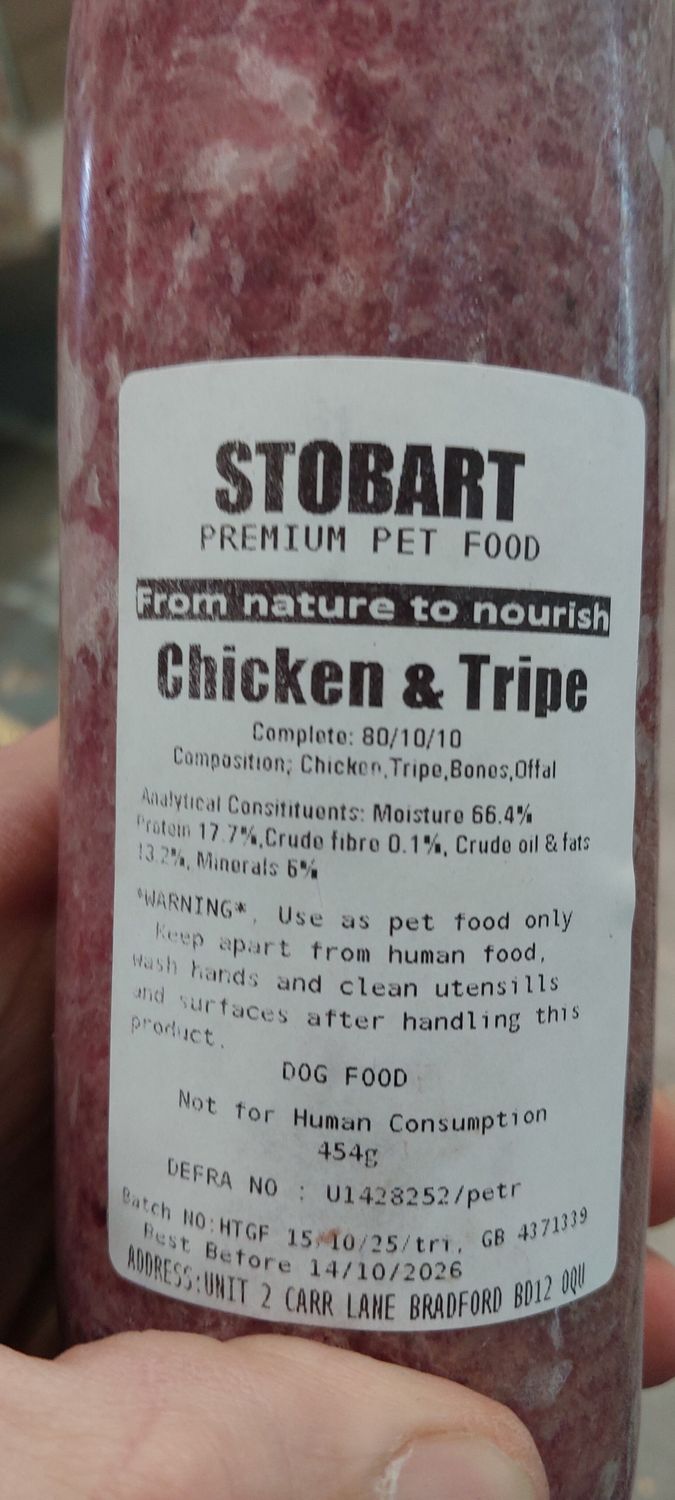 STOBART
PREMIUM PET FOOD
From nature to nourish
Chicken & Tripe
Complete: 80/10/10
Composition; Chicken,Tripe,Bones,Offal
Analytical Consitituents: Moisture 66.4%
Protein 17.7%,Crude fibre 0.1%, Crude oil & fats
13.2%, Minerals 6%
*WARNING*, Use as pet food only
Keep apart from human food,
wash hands and clean utensills
and surfaces after handling this
product.
DOG FOOD
Not for Human Consumption
454g
DEFRA NO : U1428252/petr
Batch NO:HTGF 15/10/25/tri, GB 4371339
Best Before 14/10/2026
ADDRESS:UNIT 2 CARR LANE BRADFORD BD12 0QU